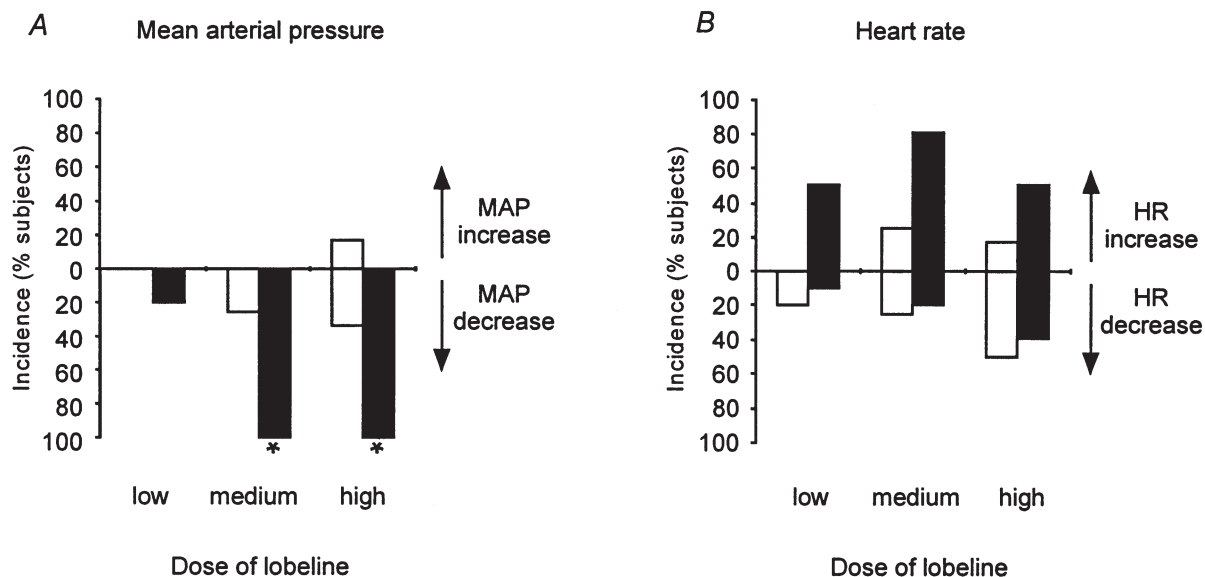 A
Mean arterial pressure
Incidence (% subjects)
100
80
60
40
20
0
20
40
60
80
100
MAP
increase
MAP
decrease
*
*
low
medium
high
Dose of lobeline
B
Heart rate
Incidence (% subjects)
100
80
60
40
20
0
20
40
60
80
100
HR
increase
HR
decrease
low
medium
high
Dose of lobeline